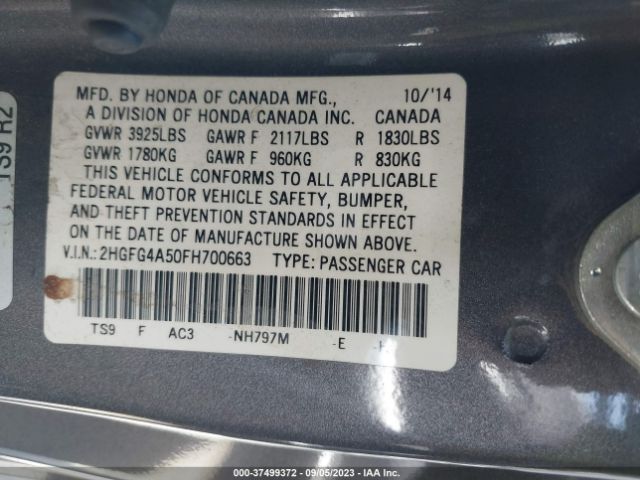 MFD. BY HONDA OF CANADA MFG., 10/'14
A DIVISION OF HONDA CANADA INC. CANADA
GVWR 3925LBS GAWR F 2117LBS R 1830LBS
GVWR 1780KG GAWR F 960KG R 830KG
THIS VEHICLE CONFORMS TO ALL APPLICABLE
FEDERAL MOTOR VEHICLE SAFETY, BUMPER,
AND THEFT PREVENTION STANDARDS IN EFFECT
ON THE DATE OF MANUFACTURE SHOWN ABOVE.
V.I.N.: 2HGFG4A50FH700663 TYPE: PASSENGER CAR
TS9 F AC3 -NH797M -E
TS9 R2
000-37499372 - 09/05/2023 - IAA Inc.